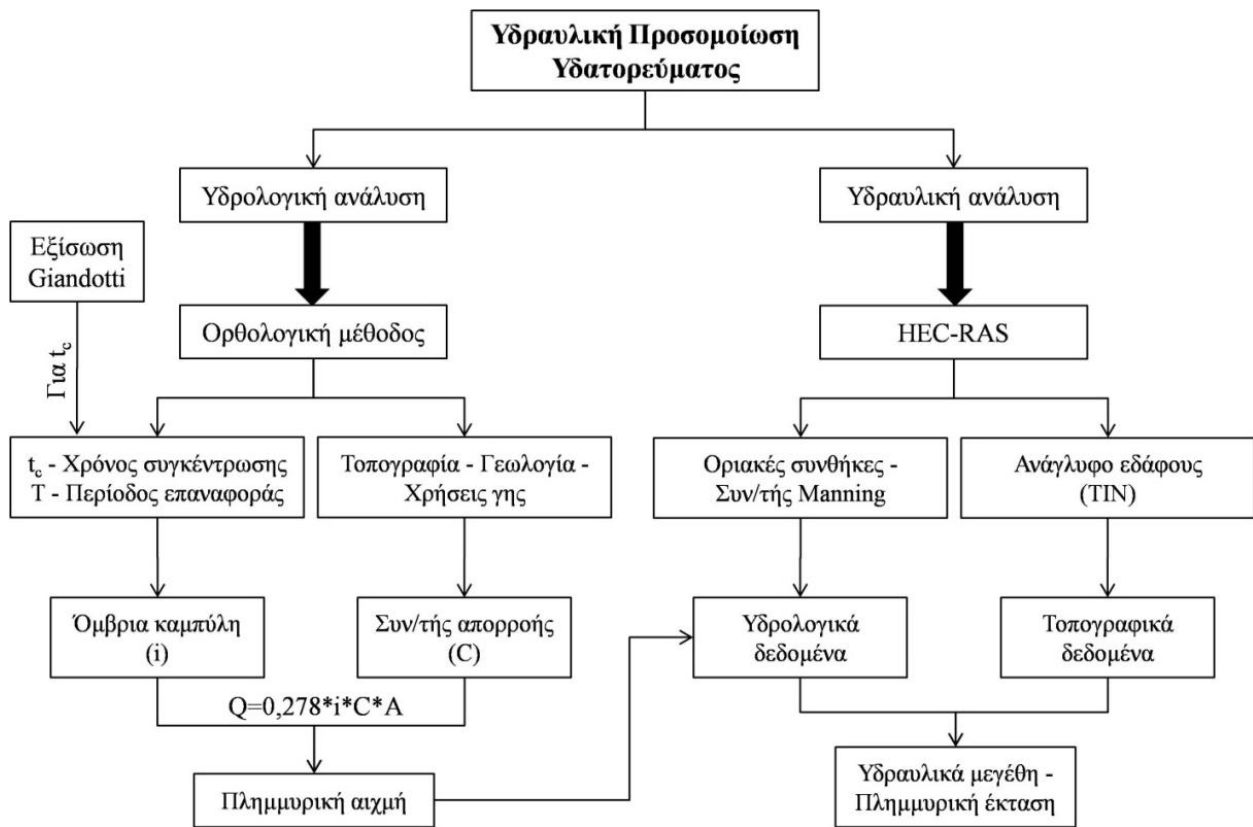 Υδραυλική Προσομοίωση
Υδατορεύματος
Υδρολογική ανάλυση
Υδραυλική ανάλυση
Εξίσωση
Giandotti
Για tc
Ορθολογική μέθοδος
HEC-RAS
tc - Χρόνος συγκέντρωσης
Τ - Περίοδος επαναφοράς
Τοπογραφία - Γεωλογία -
Χρήσεις γης
Οριακές συνθήκες -
Συν/τής Manning
Ανάγλυφο εδάφους
(TIN)
Όμβρια καμπύλη
(i)
Συν/τής απορροής
(C)
Υδρολογικά
δεδομένα
Τοπογραφικά
δεδομένα
Q=0,278*i*C*A
Πλημμυρική αιχμή
Υδραυλικά μεγέθη -
Πλημμυρική έκταση